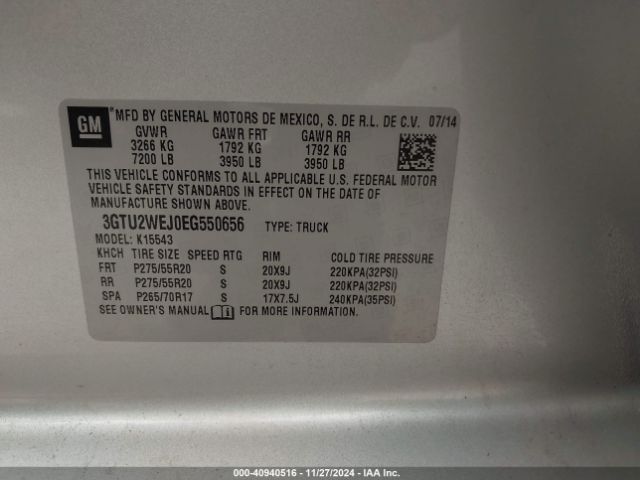 GM
®MFD BY GENERAL MOTORS DE MEXICO, S. DE R.L. DE C.V. 07/14
GVWR GAWR FRT GAWR RR
3266 KG 1792 KG 1792 KG
7200 LB 3950 LB 3950 LB
THIS VEHICLE CONFORMS TO ALL APPLICABLE U.S. FEDERAL MOTOR
VEHICLE SAFETY STANDARDS IN EFFECT ON THE DATE OF
MANUFACTURE SHOWN ABOVE.
3GTU2WEJ0EG550656 TYPE: TRUCK
MODEL: K15543
KHCH TIRE SIZE SPEED RTG RIM COLD TIRE PRESSURE
FRT P275/55R20 S 20X9J 220KPA(32PSI)
RR P275/55R20 S 20X9J 220KPA(32PSI)
SPA P265/70R17 S 17X7.5J 240KPA(35PSI)
SEE OWNER'S MANUAL FOR MORE INFORMATION.
000-40940516 - 11/27/2024 - IAA Inc.